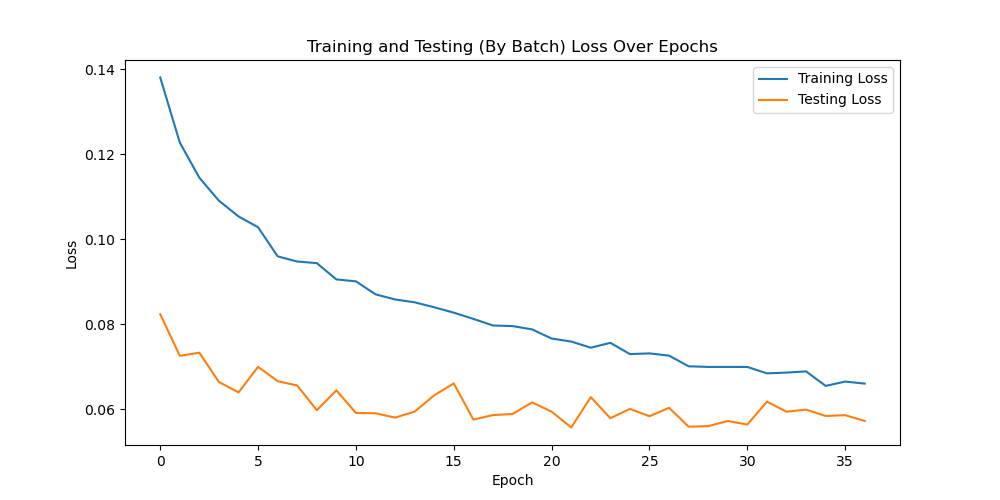 Training and Testing (By Batch) Loss Over Epochs
Training Loss
Testing Loss
0.14
0.12
0.10
0.08
0.06
Loss
0 5 10 15 20 25 30 35
Epoch